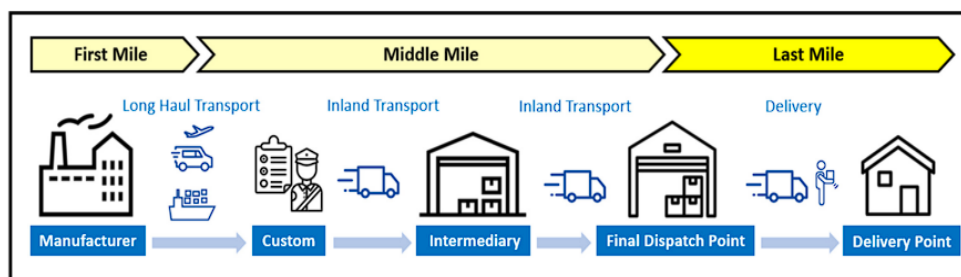 First Mile
Middle Mile
Last Mile
Long Haul Transport
Inland Transport
Inland Transport
Delivery
Manufacturer
Custom
Intermediary
Final Dispatch Point
Delivery Point